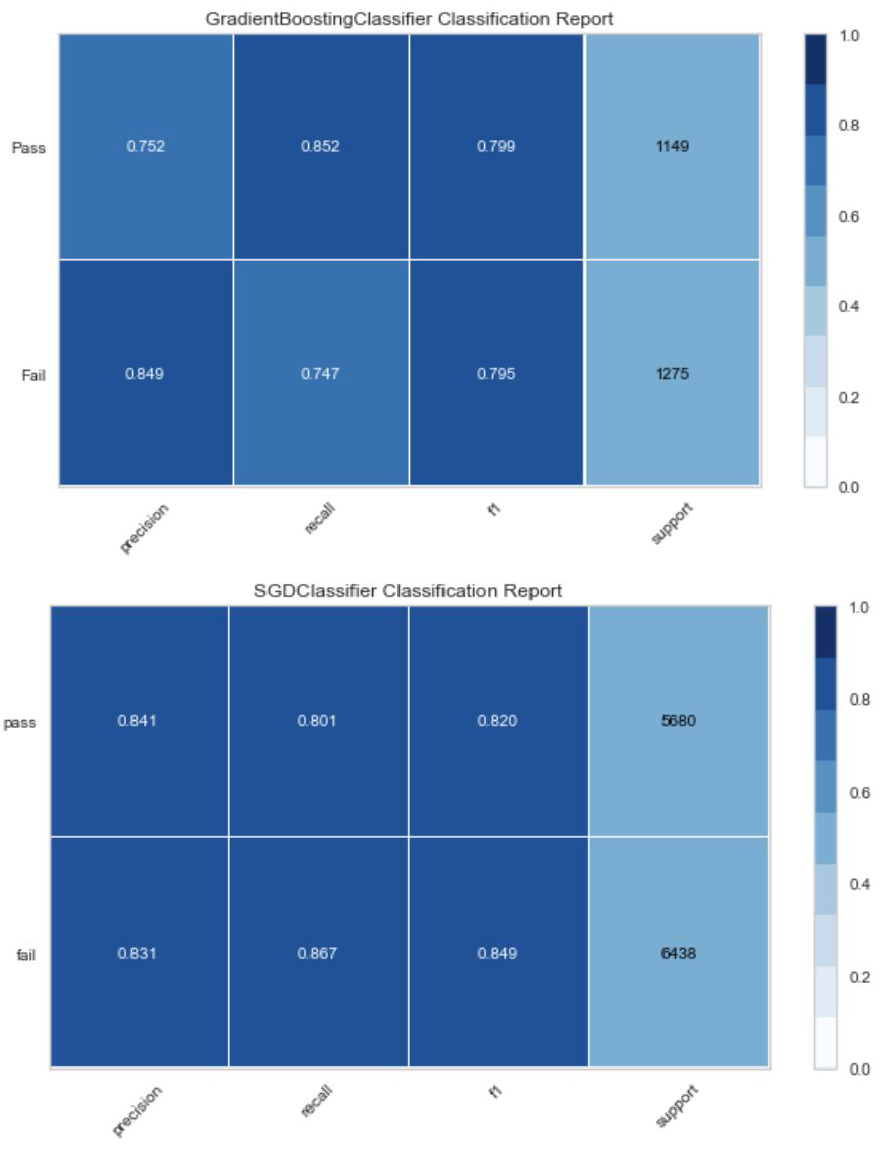 GradientBoostingClassifier Classification Report
1.0
Pass 0.752 0.852 0.799 1149
0.8
0.6
0.4
Fail 0.849 0.747 0.795 1275
0.2
0.0
precision recall f1 support
SGDClassifier Classification Report
1.0
pass 0.841 0.801 0.820 5680
0.8
0.6
0.4
fail 0.831 0.867 0.849 6438
0.2
0.0
precision recall f1 support